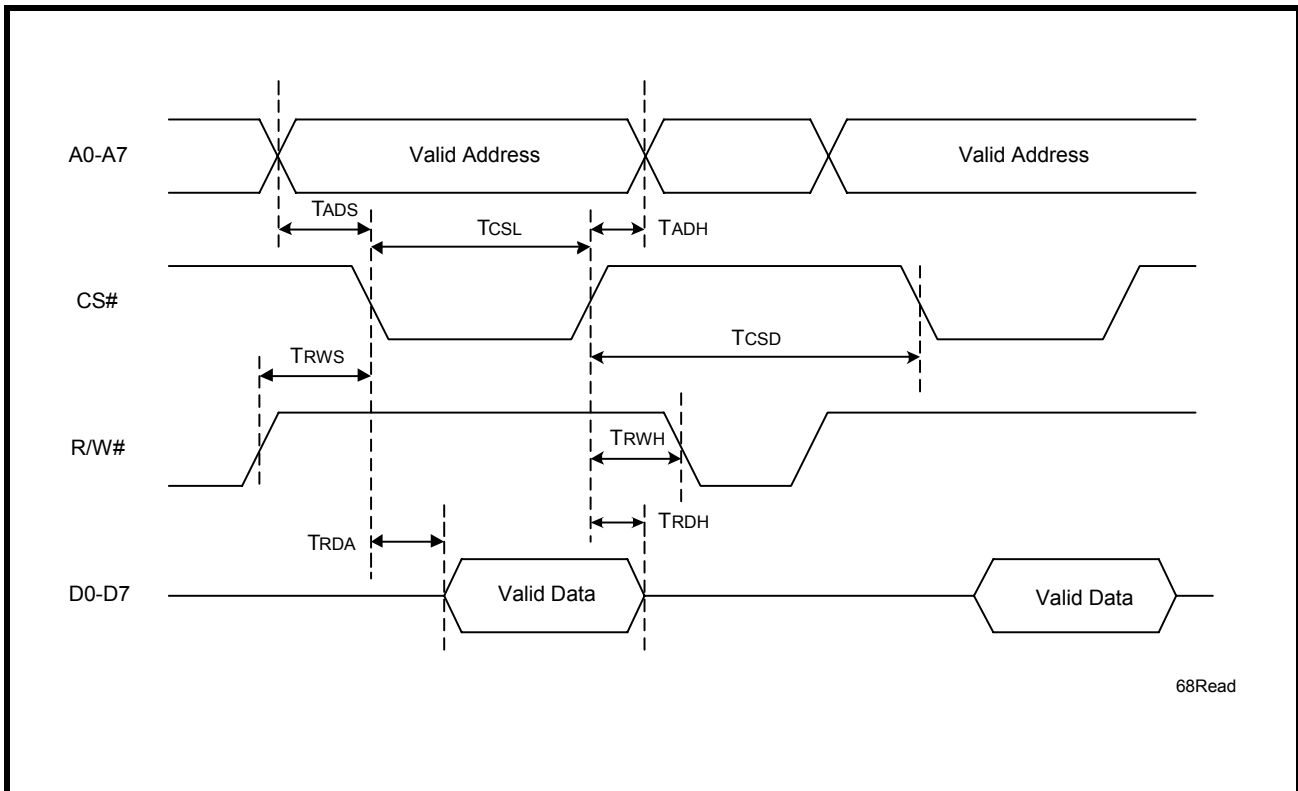 A0-A7
Valid Address
Valid Address
TADS
TCSL
TADH
CS#
TCSD
TRWS
R/W#
TRWH
TRDA
TRDH
D0-D7
Valid Data
Valid Data
68Read